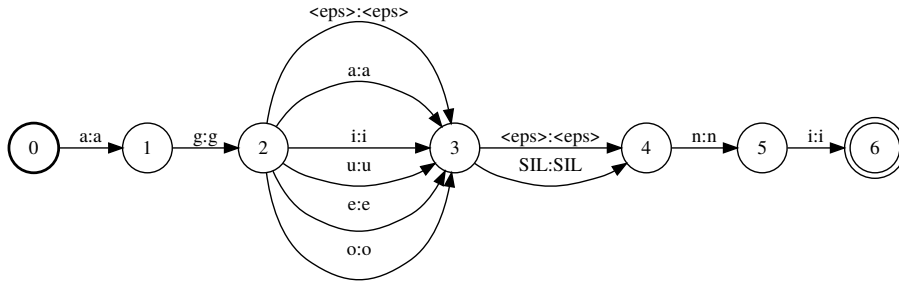 <eps>:<eps>
a:a
0 a:a 1 g:g 2 i:i 3 <eps>:<eps> 4 n:n 5 i:i 6
u:u SIL:SIL
e:e
o:o